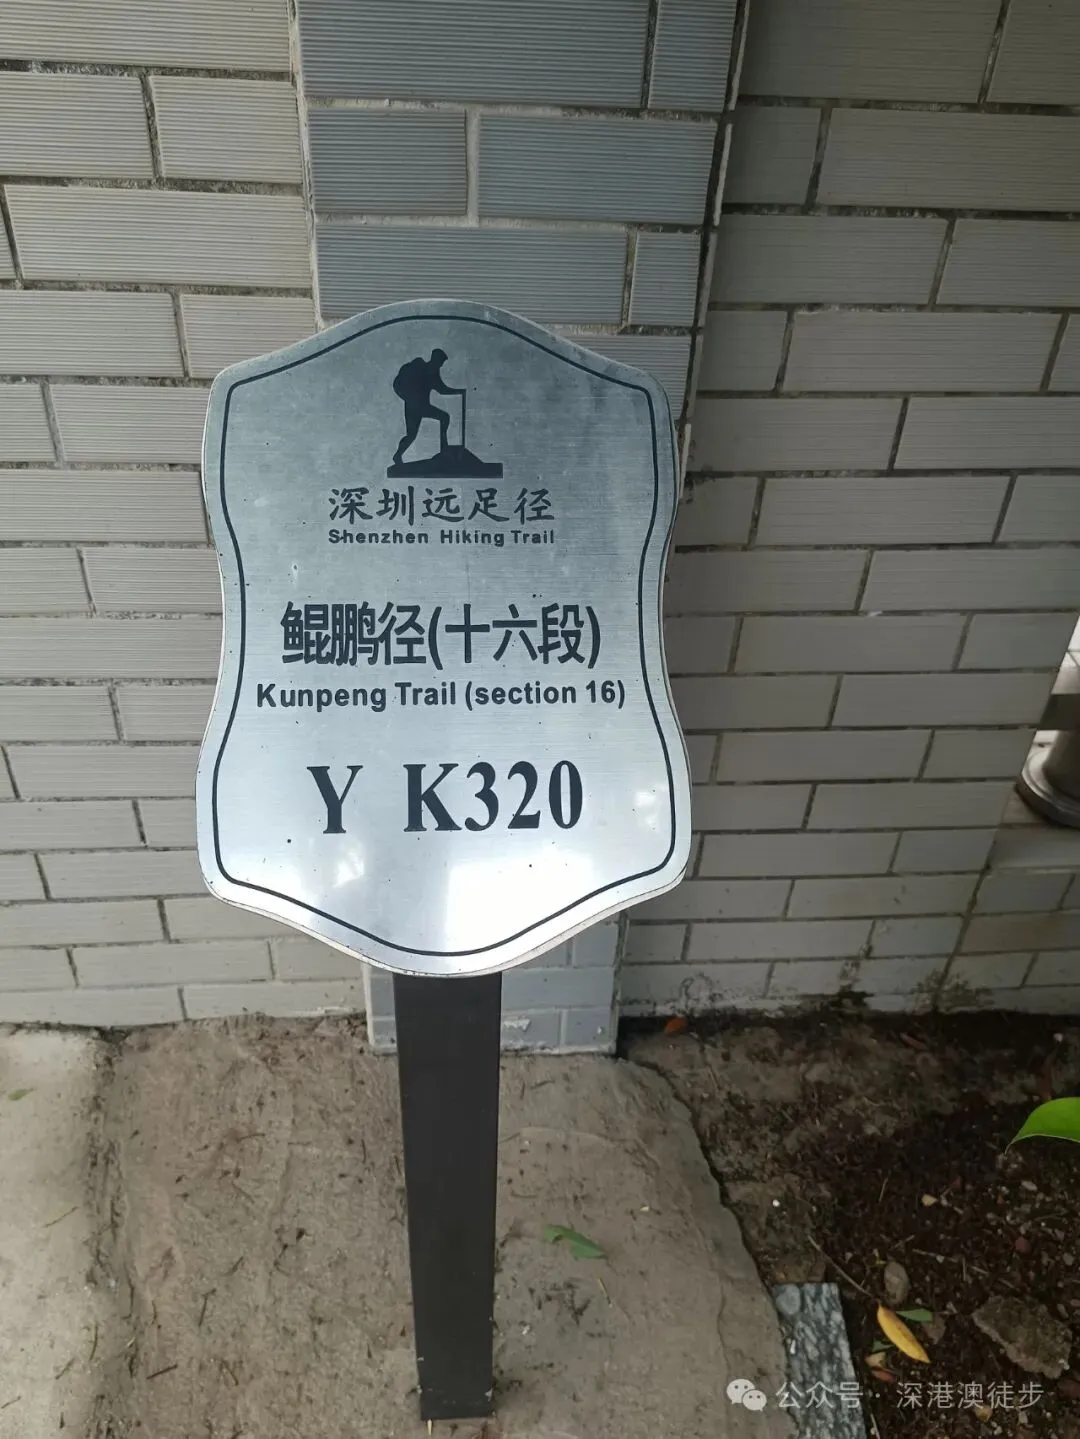 深圳远足径
Shenzhen Hiking Trail
鲲鹏径(十六段)
Kunpeng Trail (section 16)
Y K320
公众号·深港澳徒步